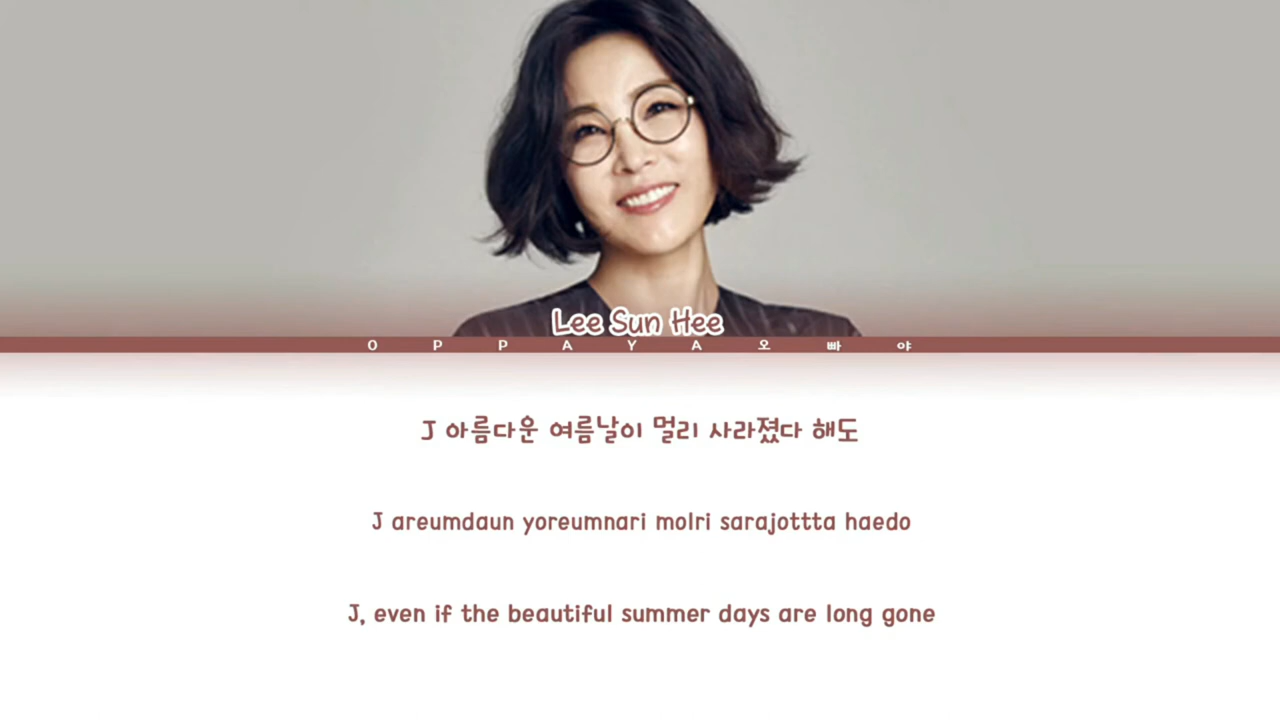 Lee Sun Hee
O P P A Y A 오 빠 야
J 아름다운 여름날이 멀리 사라졌다 해도
J areumdaun yoreumnari molri sarajottta haedo
J, even if the beautiful summer days are long gone